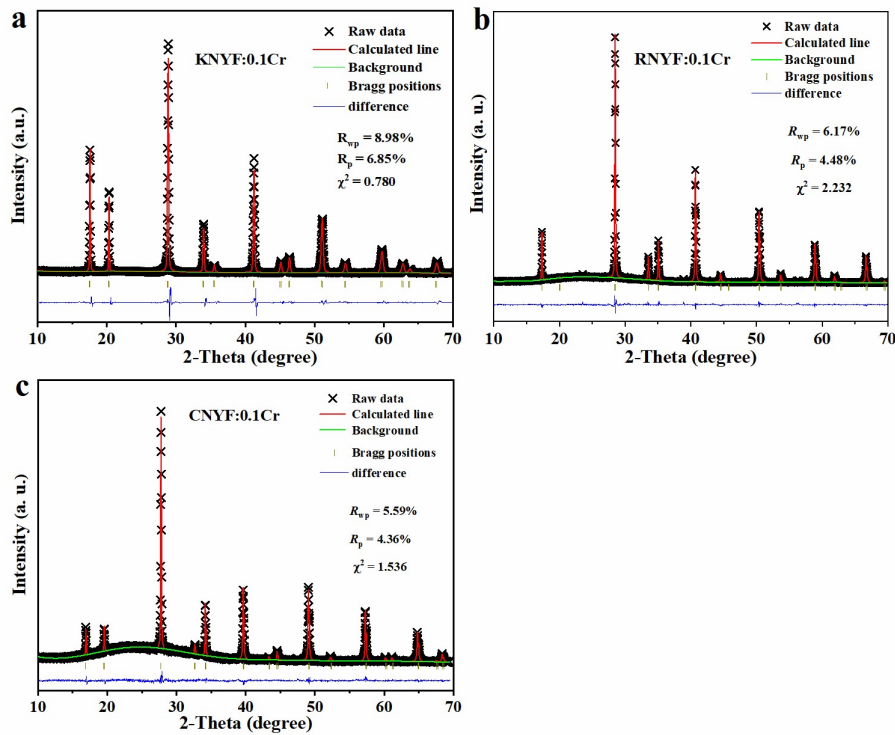 a
KNYF:0.1Cr
Raw data
Calculated line
Background
Bragg positions
difference
Rwp = 8.98%
Rp = 6.85%
χ² = 0.780
Intensity (a.u.)
10 20 30 40 50 60 70
2-Theta (degree)
b
RNYF:0.1Cr
Raw data
Calculated line
Background
Bragg positions
difference
Rwp = 6.17%
Rp = 4.48%
χ² = 2.232
Intensity (a. u.)
10 20 30 40 50 60 70
2-Theta (degree)
c
CNYF:0.1Cr
Raw data
Calculated line
Background
Bragg positions
difference
Rwp = 5.59%
Rp = 4.36%
χ² = 1.536
Intensity (a. u.)
10 20 30 40 50 60 70
2-Theta (degree)